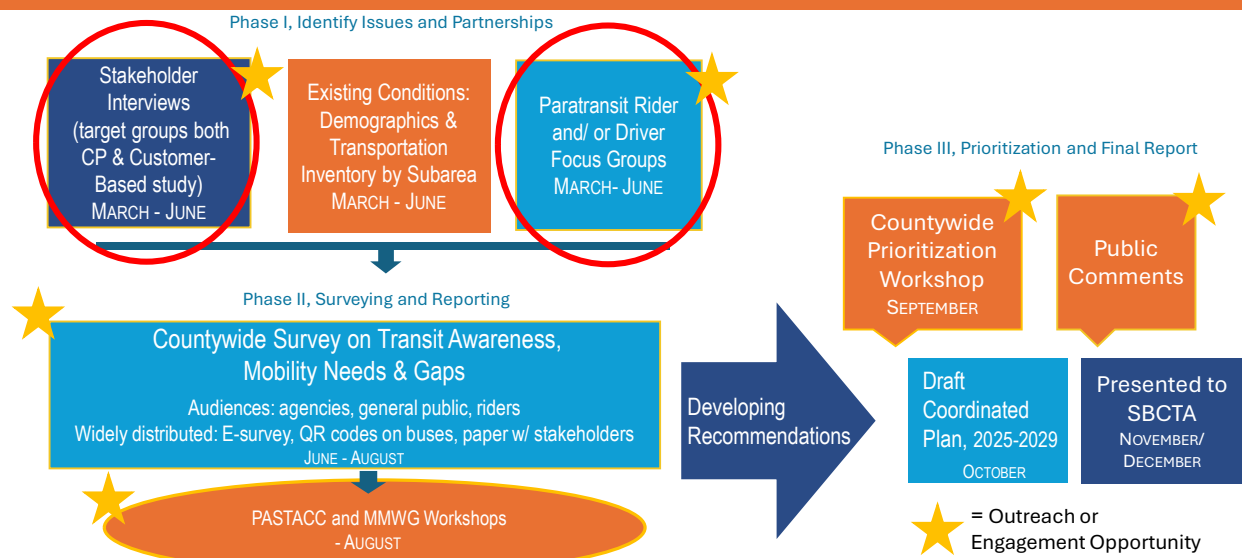 Phase I, Identify Issues and Partnerships
Stakeholder
Interviews
(target groups both
CP & Customer-
Based study)
MARCH - JUNE
Existing Conditions:
Demographics &
Transportation
Inventory by Subarea
MARCH - JUNE
Paratransit Rider
and/ or Driver
Focus Groups
MARCH- JUNE
Phase II, Surveying and Reporting
Countywide Survey on Transit Awareness,
Mobility Needs & Gaps
Audiences: agencies, general public, riders
Widely distributed: E-survey, QR codes on buses, paper w/ stakeholders
JUNE - AUGUST
PASTACC and MMWG Workshops
- AUGUST
Developing
Recommendations
Phase III, Prioritization and Final Report
Countywide
Prioritization
Workshop
SEPTEMBER
Public
Comments
Draft
Coordinated
Plan, 2025-2029
OCTOBER
Presented to
SBCTA
NOVEMBER/
DECEMBER
= Outreach or
Engagement Opportunity